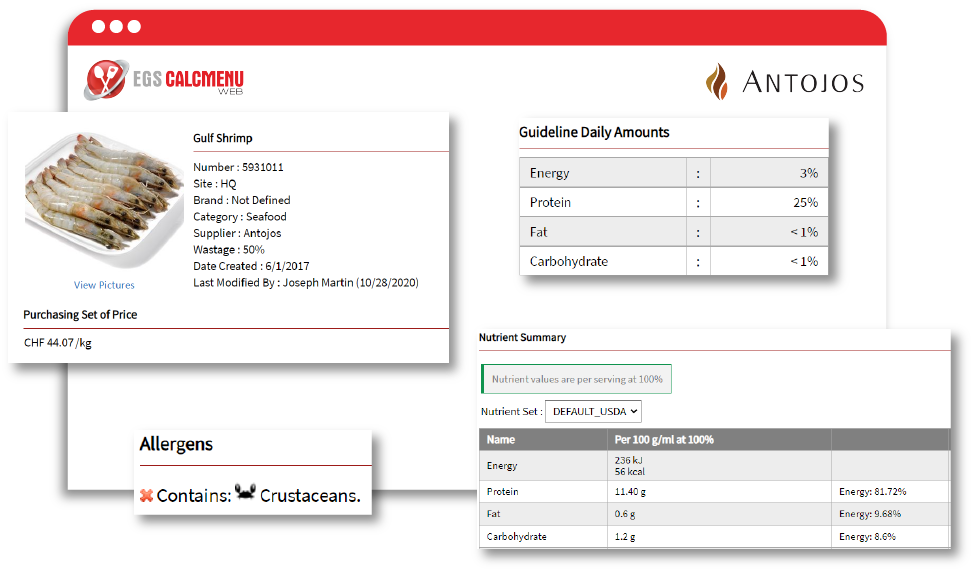 EGS CALCMENU
WEB
ANTOJOS
Gulf Shrimp
Number : 5931011
Site : HQ
Brand : Not Defined
Category : Seafood
Supplier : Antojos
Wastage : 50%
Date Created : 6/1/2017
Last Modified By : Joseph Martin (10/28/2020)
View Pictures
Purchasing Set of Price
CHF 44.07 /kg
Guideline Daily Amounts
Energy : 3%
Protein : 25%
Fat : <1%
Carbohydrate : <1%
Allergens
Contains: Crustaceans.
Nutrient Summary
Nutrient values are per serving at 100%
Nutrient Set : DEFAULT_USDA
Name Per 100 g/ml at 100%
Energy 236 kJ
56 kcal
Protein 11.40 g Energy: 81.72%
Fat 0.6 g Energy: 9.68%
Carbohydrate 1.2 g Energy: 8.6%